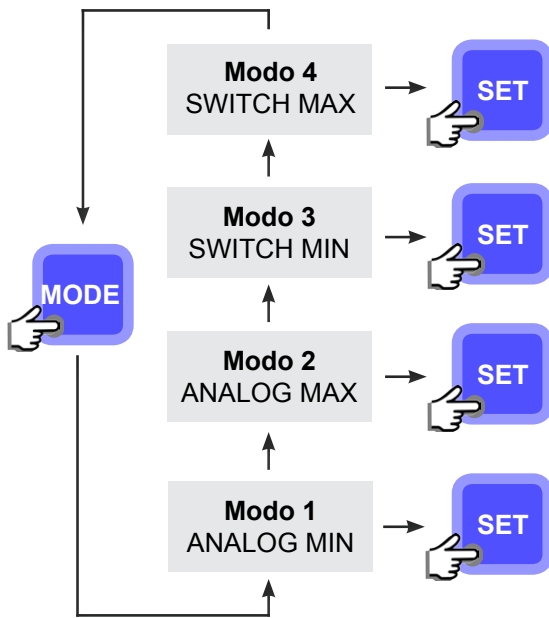 Modo 4
SWITCH MAX
SET
Modo 3
SWITCH MIN
SET
MODE
Modo 2
ANALOG MAX
SET
Modo 1
ANALOG MIN
SET